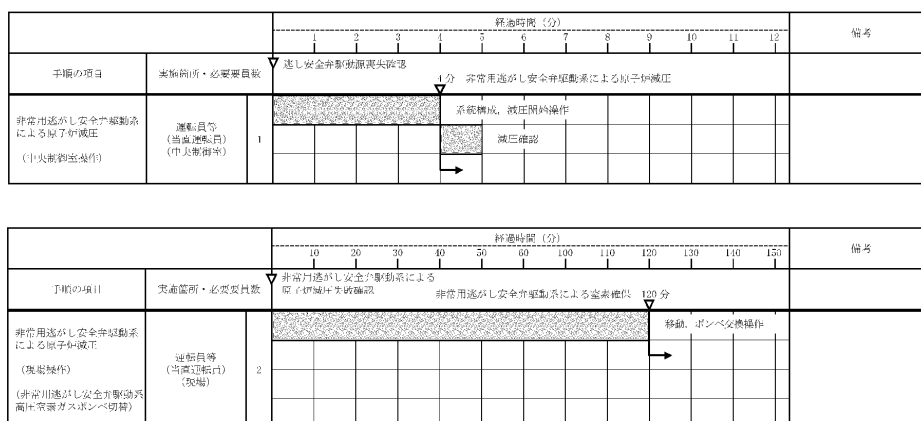 経過時間（分）
備考
1 2 3 4 5 6 7 8 9 10 11 12
手順の項目
実施箇所・必要要員数
逃し安全弁駆動源喪失確認
4分 非常用逃がし安全弁駆動系による原子炉減圧
非常用逃がし安全弁駆動系
による原子炉減圧
（中央制御室操作）
運転員等
（当直運転員）
（中央制御室）
1
系統構成，減圧開始操作
減圧確認
経過時間（分）
備考
10 20 30 40 50 60 70 80 90 100 110 120 130 140 150
手順の項目
実施箇所・必要要員数
非常用逃がし安全弁駆動系による
原子炉減圧失敗確認
非常用逃がし安全弁駆動系による窒素確保 120分
非常用逃がし安全弁駆動系
による原子炉減圧
（現場操作）
（非常用逃がし安全弁駆動系
高圧窒素ガスボンベ切替）
運転員等
（当直運転員）
（現場）
2
移動，ボンベ交換操作